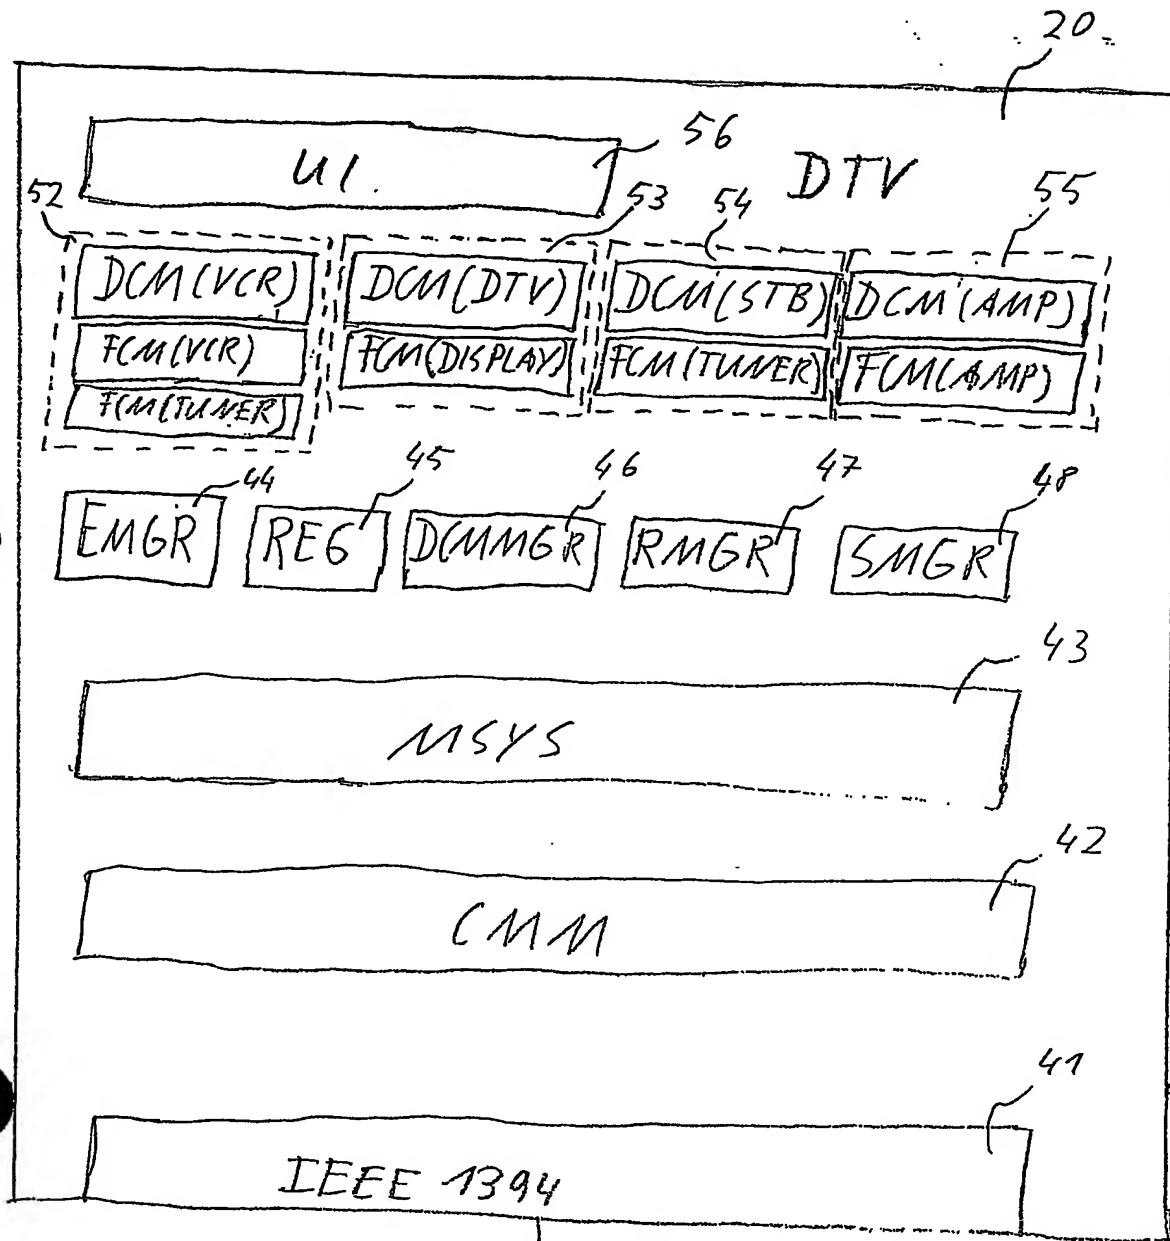 20
UI.
56
DTV
52
53
54
55
DCM(VCR)
DCM(DTV)
DCM(STB)
DCM(AMP)
FCM(VCR)
FCM(DISPLAY)
FCM(TUNER)
FCM(AMP)
FCM(TUNER)
44
45
46
47
48
EMGR
REG
DCMMGR
RMGR
SMGR
43
MSYS
42
CMM
41
IEEE 1394